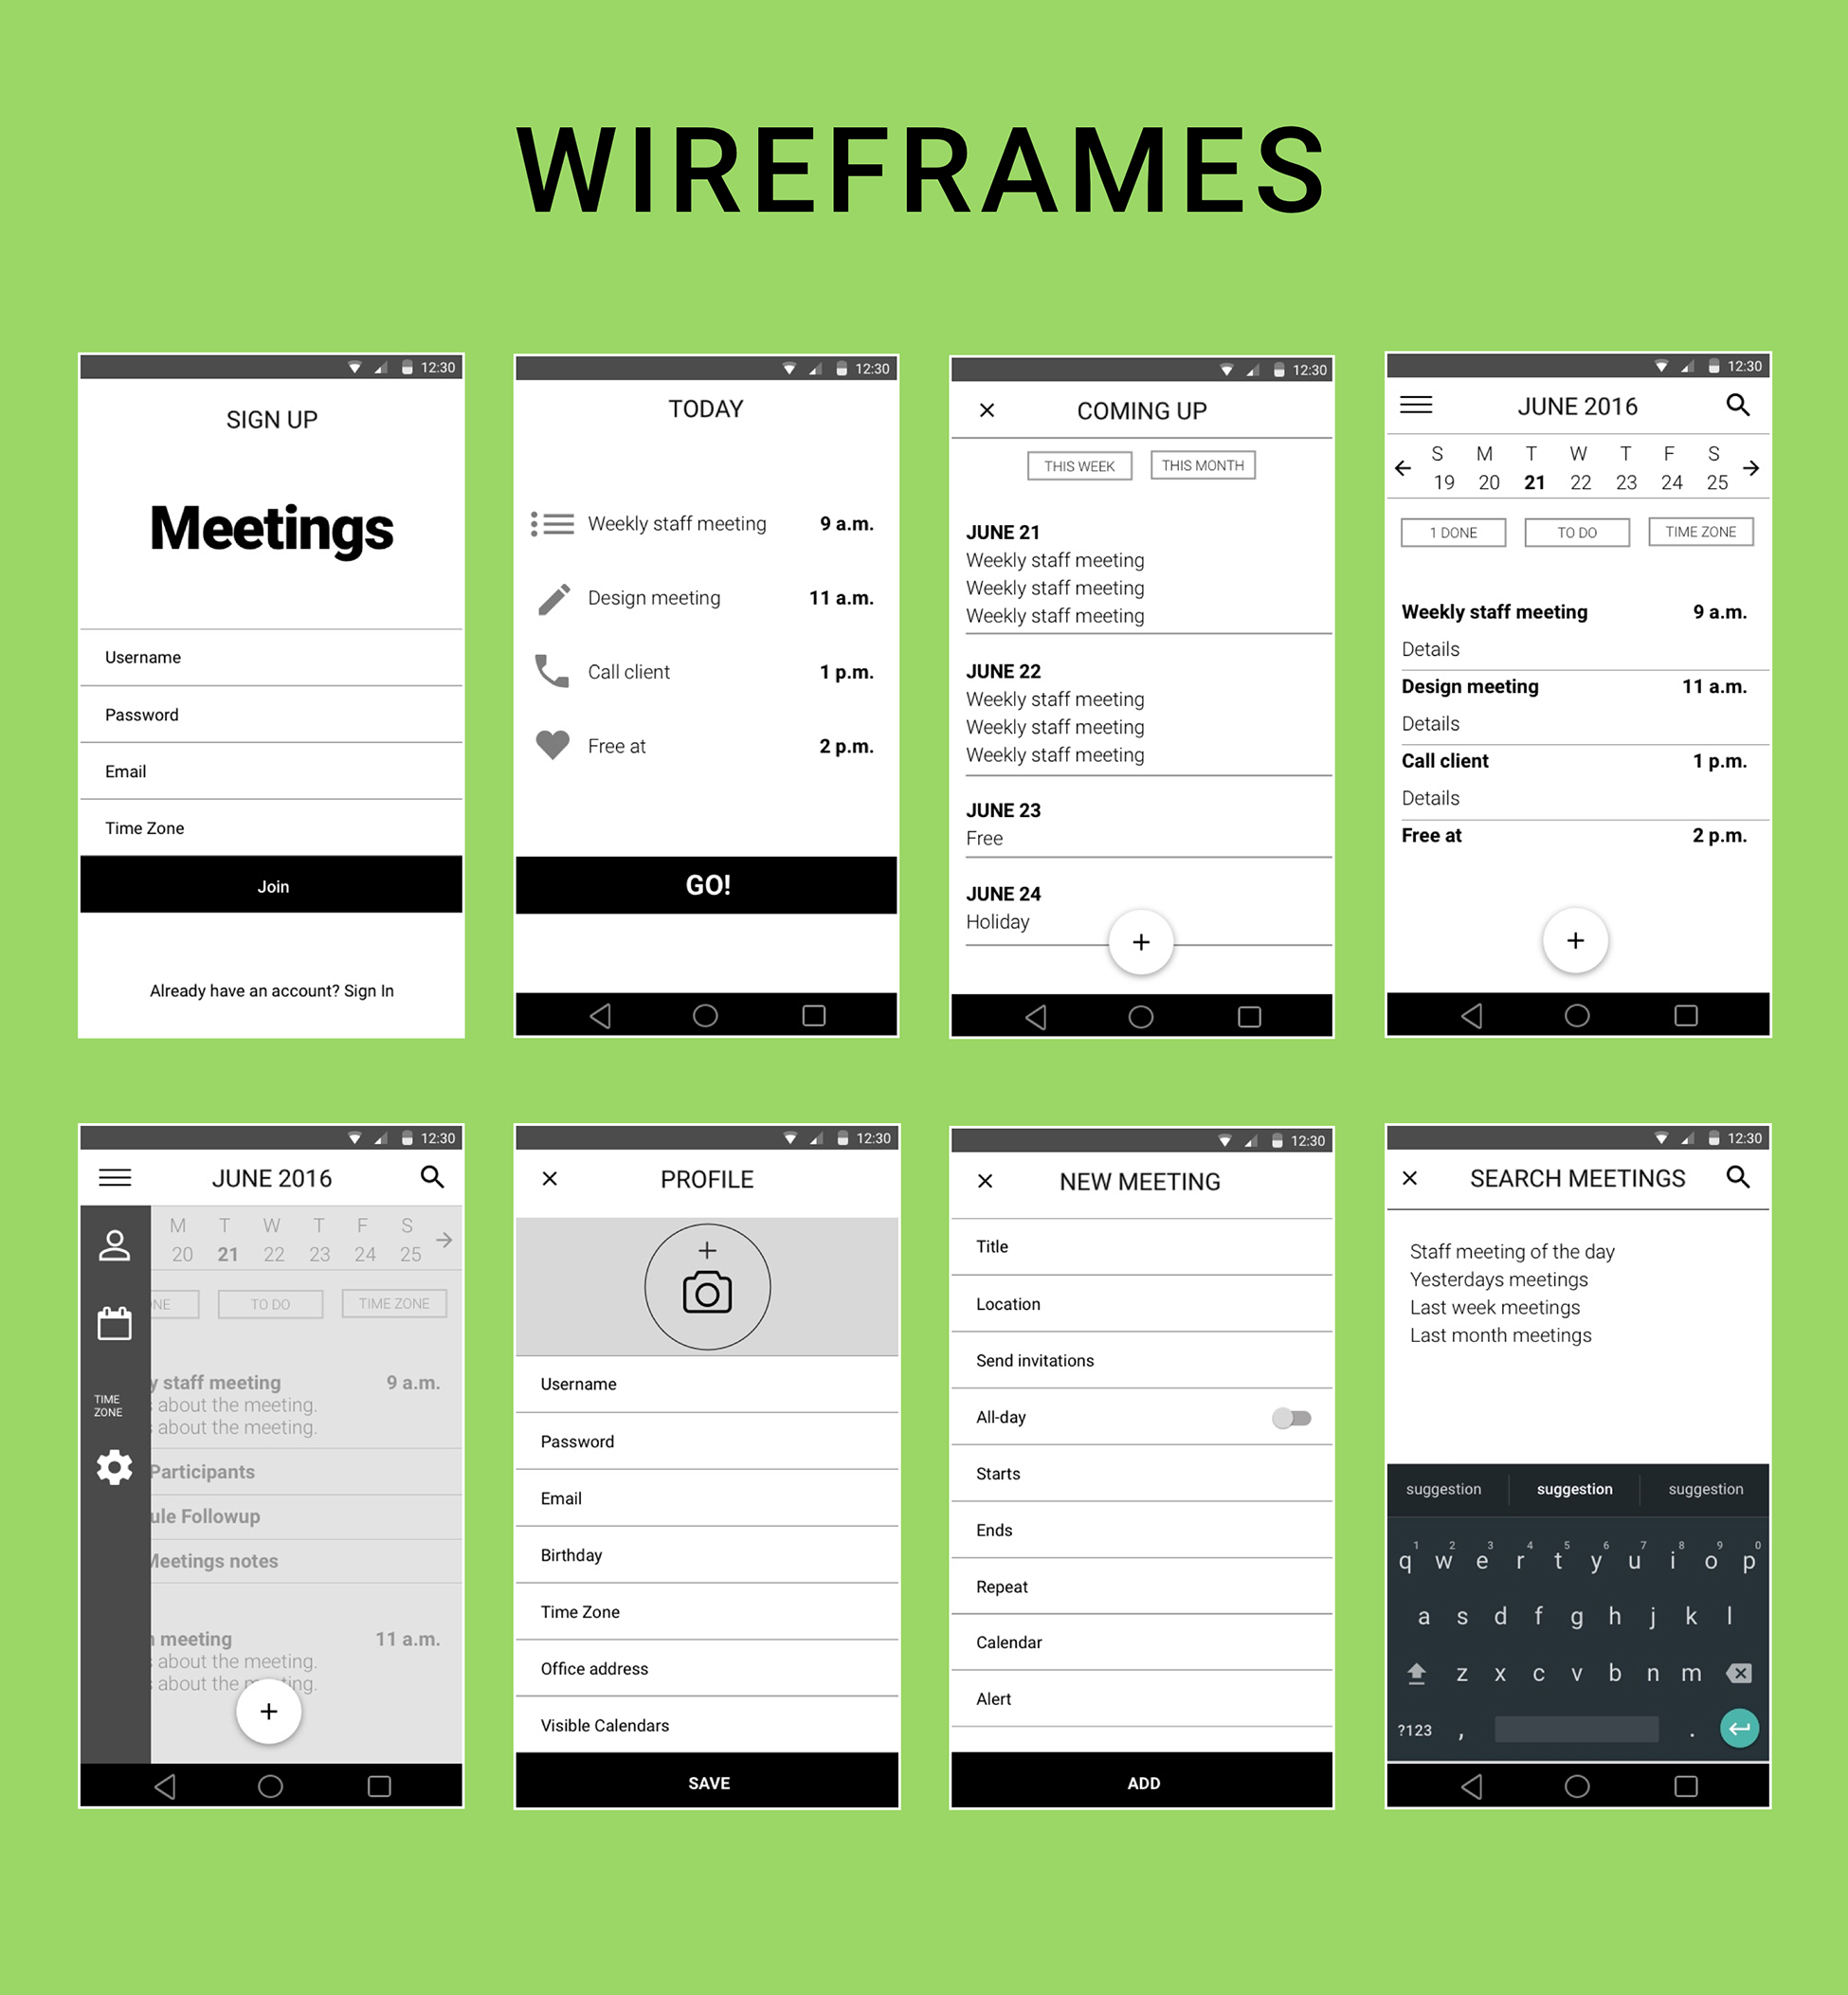 WIREFRAMES
12:30
SIGN UP
Meetings
Username
Password
Email
Time Zone
Join
Already have an account? Sign In
12:30
TODAY
Weekly staff meeting 9 a.m.
Design meeting 11 a.m.
Call client 1 p.m.
Free at 2 p.m.
GO!
12:30
COMING UP
THIS WEEK THIS MONTH
JUNE 21
Weekly staff meeting
Weekly staff meeting
Weekly staff meeting
JUNE 22
Weekly staff meeting
Weekly staff meeting
Weekly staff meeting
JUNE 23
Free
JUNE 24
Holiday
+
12:30
JUNE 2016
S M T W T F S
19 20 21 22 23 24 25
1 DONE TO DO TIME ZONE
Weekly staff meeting 9 a.m.
Details
Design meeting 11 a.m.
Details
Call client 1 p.m.
Details
Free at 2 p.m.
+
12:30
JUNE 2016
M T W T F S
20 21 22 23 24 25
NE TO DO TIME ZONE
y staff meeting 9 a.m.
about the meeting.
about the meeting.
TIME
ZONE
Participants
ule Followup
Meetings notes
meeting 11 a.m.
about the meeting.
about the meeting.
+
12:30
PROFILE
+
Username
Password
Email
Birthday
Time Zone
Office address
Visible Calendars
SAVE
12:30
NEW MEETING
Title
Location
Send invitations
All-day
Starts
Ends
Repeat
Calendar
Alert
ADD
12:30
SEARCH MEETINGS
Staff meeting of the day
Yesterdays meetings
Last week meetings
Last month meetings
suggestion suggestion suggestion
1 2 3 4 5 6 7 8 9 0
q w e r t y u i o p
a s d f g h j k l
z x c v b n m
?123 , .